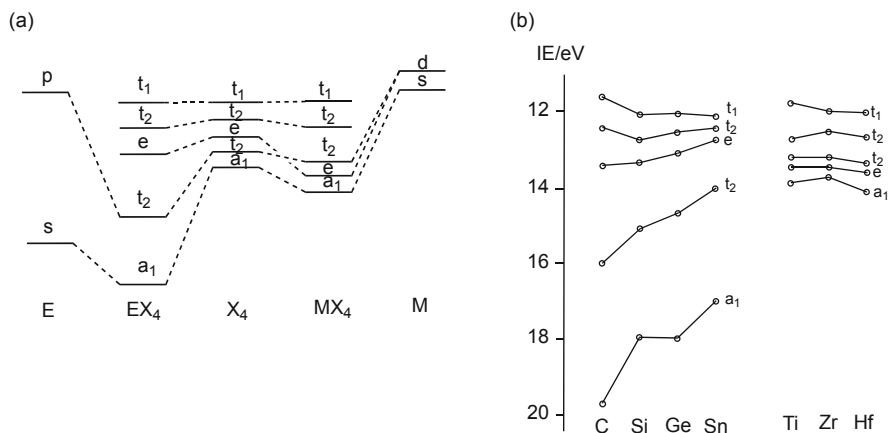 (a)
(b)
IE/eV
p
s
E
t₁
t₂
e
t₂
a₁
EX₄
t₁
t₂
e
t₂
a₁
X₄
t₁
t₂
t₂
e
a₁
MX₄
d
s
M
12
14
16
18
20
t₁
t₂
e
t₂
a₁
C Si Ge Sn
t₁
t₂
t₂
e
a₁
Ti Zr Hf